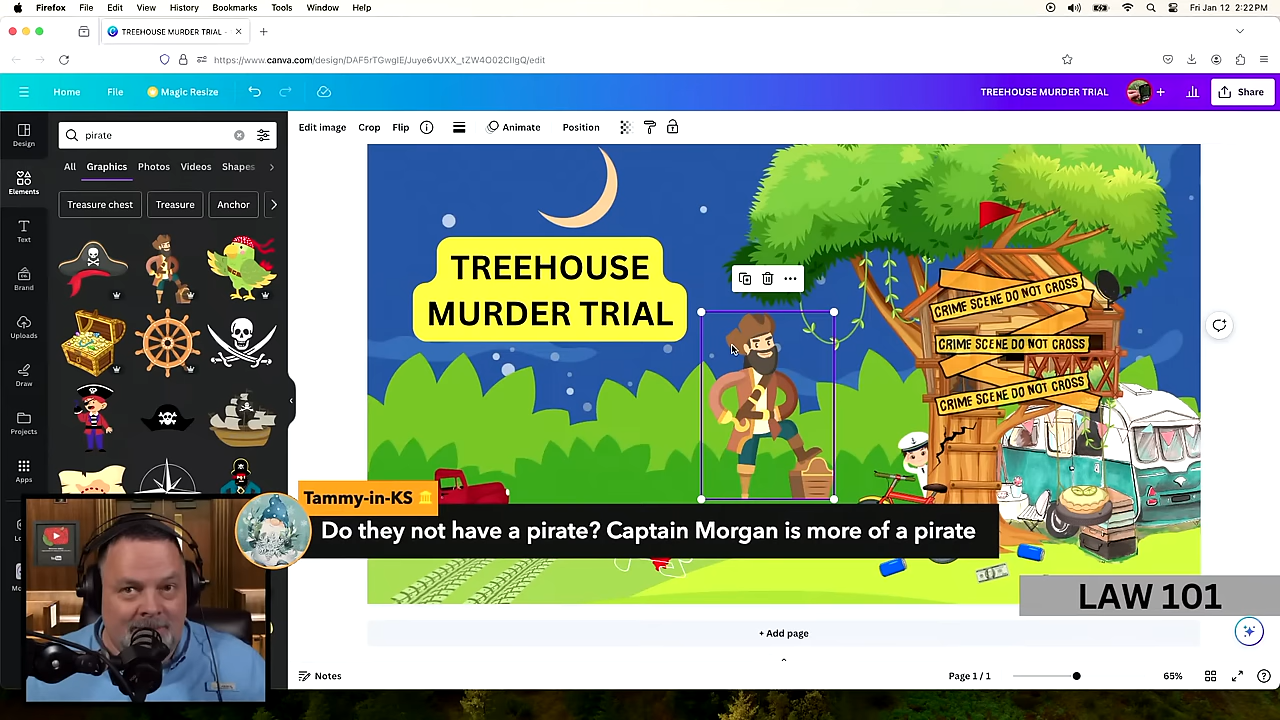 Firefox File Edit View History Bookmarks Tools Window Help Fri Jan 12 2:22PM
TREEHOUSE MURDER TRIAL -
https://www.canva.com/design/DAF5rTGwglE/Juye6vUXX_tZW4O02CIlgQ/edit
Home File Magic Resize TREEHOUSE MURDER TRIAL Share
Design
Elements
Text
Brand
Uploads
Draw
Projects
Apps
pirate
All Graphics Photos Videos Shapes
Treasure chest Treasure Anchor
Edit image Crop Flip Animate Position
TREEHOUSE
MURDER TRIAL
CRIME SCENE DO NOT CROSS
CRIME SCENE DO NOT CROSS
CRIME SCENE DO NOT CROSS
Tammy-in-KS
Do they not have a pirate? Captain Morgan is more of a pirate
LAW 101
+ Add page
Notes Page 1 / 1 65%